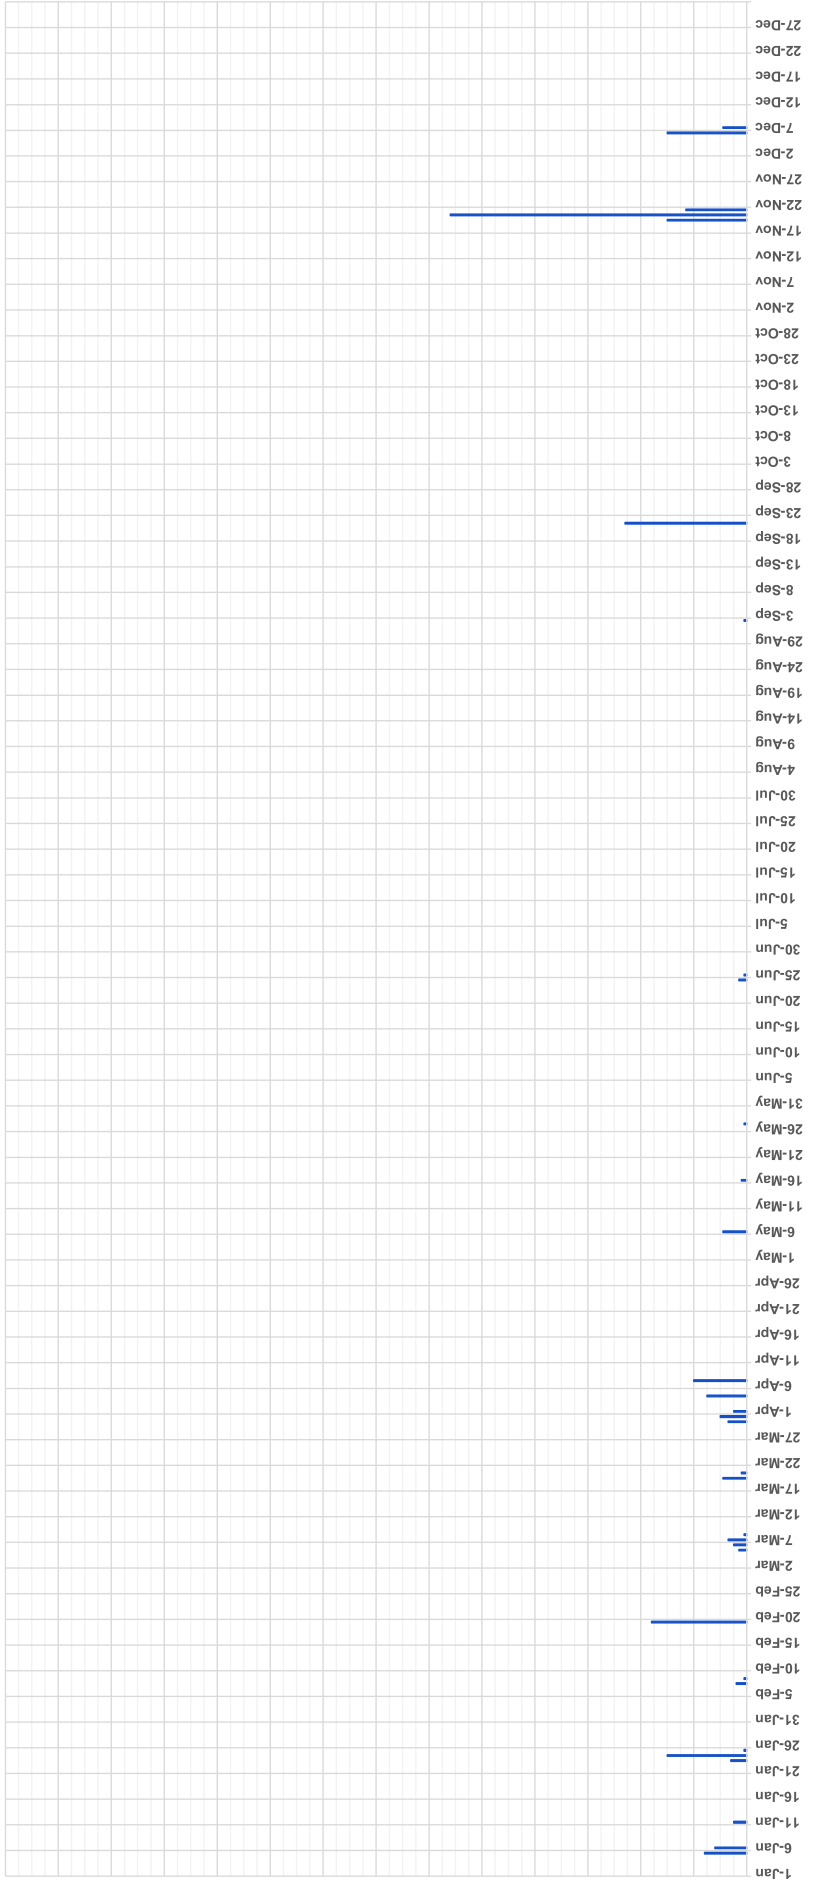 1-Jan
6-Jan
11-Jan
16-Jan
21-Jan
26-Jan
31-Jan
5-Feb
10-Feb
15-Feb
20-Feb
25-Feb
2-Mar
7-Mar
12-Mar
17-Mar
22-Mar
27-Mar
1-Apr
6-Apr
11-Apr
16-Apr
21-Apr
26-Apr
1-May
6-May
11-May
16-May
21-May
26-May
31-May
5-Jun
10-Jun
15-Jun
20-Jun
25-Jun
30-Jun
5-Jul
10-Jul
15-Jul
20-Jul
25-Jul
30-Jul
4-Aug
9-Aug
14-Aug
19-Aug
24-Aug
29-Aug
3-Sep
8-Sep
13-Sep
18-Sep
23-Sep
28-Sep
3-Oct
8-Oct
13-Oct
18-Oct
23-Oct
28-Oct
2-Nov
7-Nov
12-Nov
17-Nov
22-Nov
27-Nov
2-Dec
7-Dec
12-Dec
17-Dec
22-Dec
27-Dec